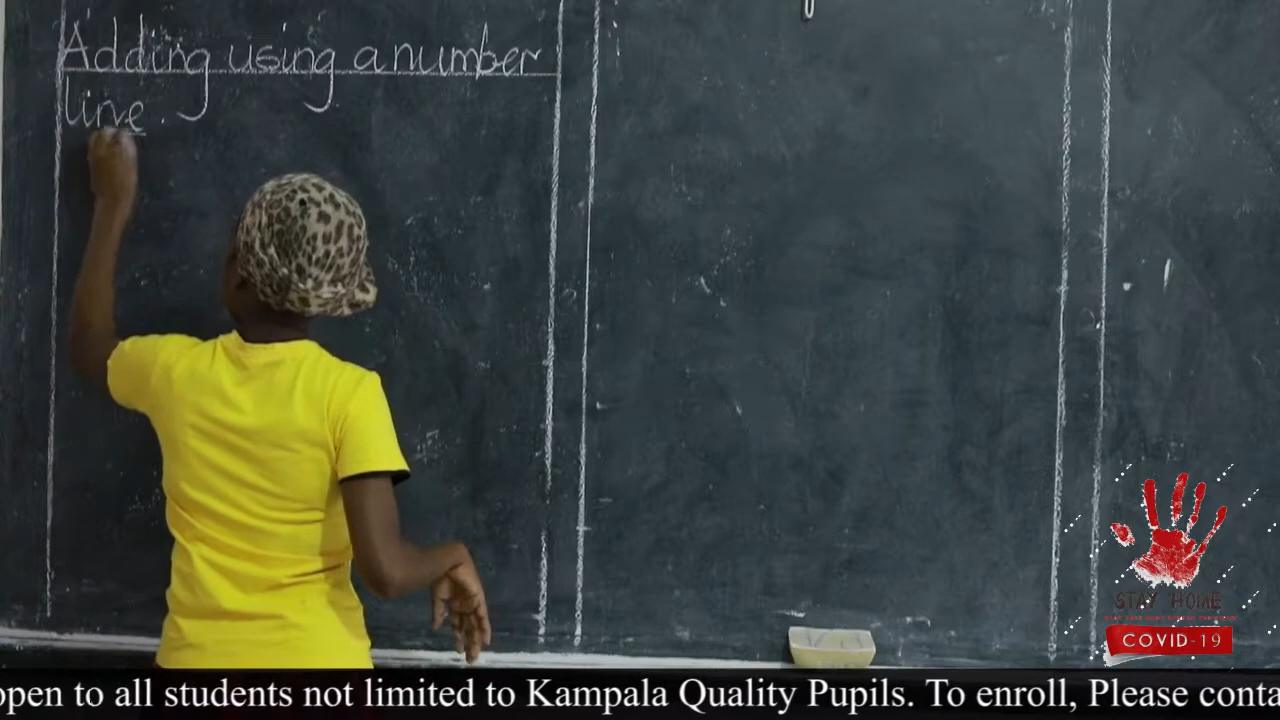 Adding using a number
line.
STAY HOME
COVID-19
open to all students not limited to Kampala Quality Pupils. To enroll, Please conta